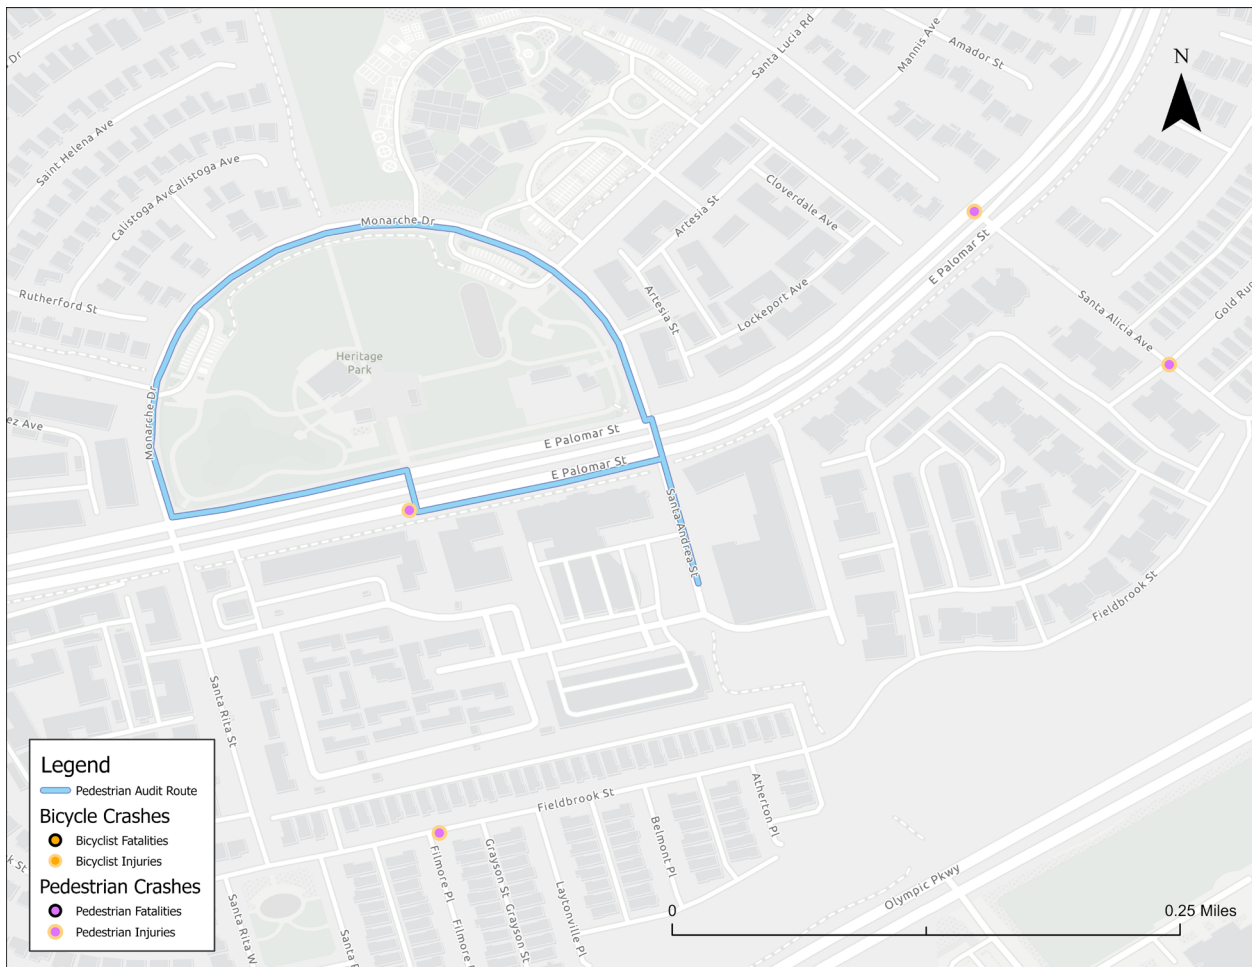 Dr
Mannis Ave
Amador St
Santa Lucia Rd
N
Saint Helena Ave
Calistoga Ave
Calistoga Ave
Cloverdale Ave
Artesia St
Monarche Dr
E Palomar St
Rutherford St
Artesia St
Lockeport Ave
Santa Alicia Ave
Gold Run
Heritage
Park
Monarche Dr
ez Ave
E Palomar St
E Palomar St
Santa Andrea St
Fieldbrook St
Santa Rita St
Legend
Pedestrian Audit Route
Bicycle Crashes
Bicyclist Fatalities
Bicyclist Injuries
Pedestrian Crashes
Pedestrian Fatalities
Pedestrian Injuries
Fieldbrook St
Atherton Pl
Belmont Pl
Filmore Pl
Grayson St
Grayson St
Laytonville Pl
Filmore
Santa Rita W
Santa
k St
Olympic Pkwy
0
0.25 Miles